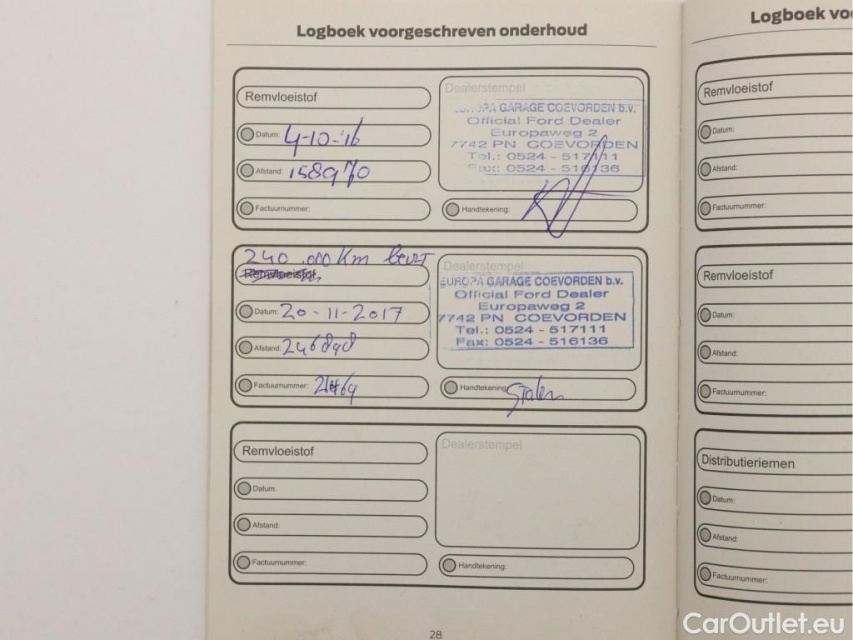 Logboek voorgeschreven onderhoud
Remvloeistof
Datum: 4-10-'16
Afstand: 158970
Factuurnummer:
Dealerstempel
EUROPA GARAGE COEVORDEN b.v.
Official Ford Dealer
Europaweg 2
7742 PN COEVORDEN
Tel.: 0524 - 517111
Fax: 0524 - 516136
Handtekening:
240.000 Km beurt
Remvloeistof
Datum: 20-11-2017
Afstand: 246898
Factuurnummer:
Dealerstempel
EUROPA GARAGE COEVORDEN b.v.
Official Ford Dealer
Europaweg 2
7742 PN COEVORDEN
Tel.: 0524 - 517111
Fax: 0524 - 516136
Handtekening:
Remvloeistof
Datum:
Afstand:
Factuurnummer:
Dealerstempel
Handtekening:
28
Logboek vo
Remvloeistof
Datum:
Afstand:
Factuurnummer:
Remvloeistof
Datum:
Afstand:
Factuurnummer:
Distributieriemen
Datum:
Afstand:
Factuurnummer:
CarOutlet.eu